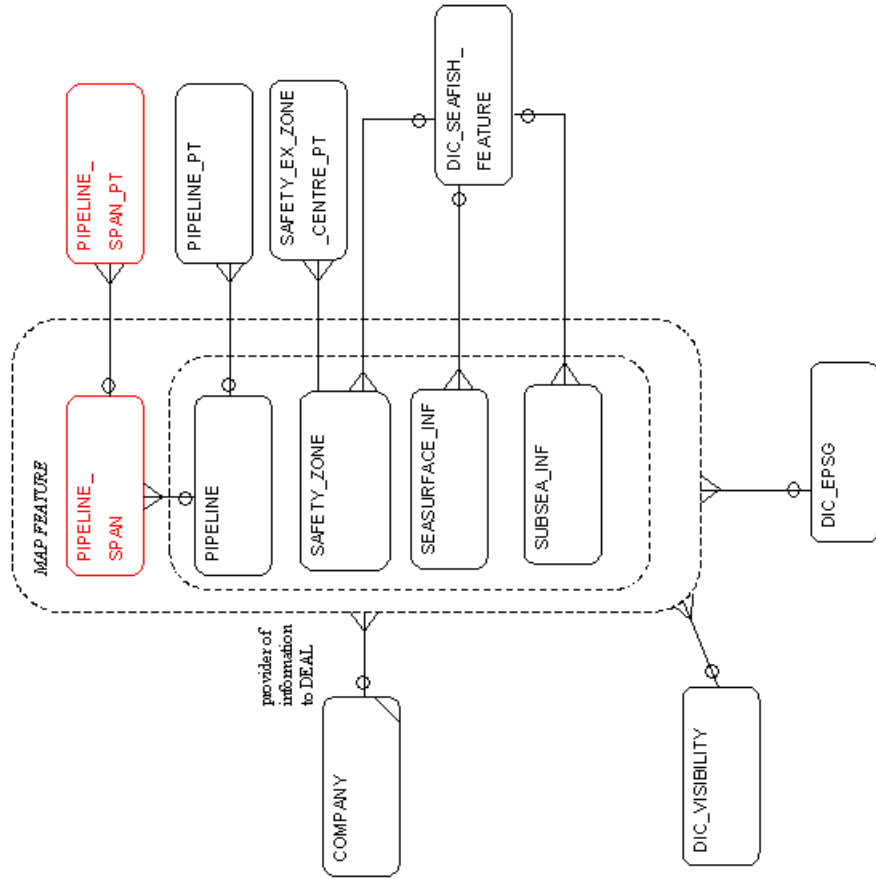 MAP FEATURE
PIPELINE_
SPAN
PIPELINE_
SPAN_PT
PIPELINE
PIPELINE_PT
provider of
information
to DEAL
COMPANY
SAFETY_ZONE
SAFETY_EX_ZONE
_CENTRE_PT
SEASURFACE_INF
DIC_SEAFISH_
FEATURE
SUBSEA_INF
DIC_VISIBILITY
DIC_EPSG